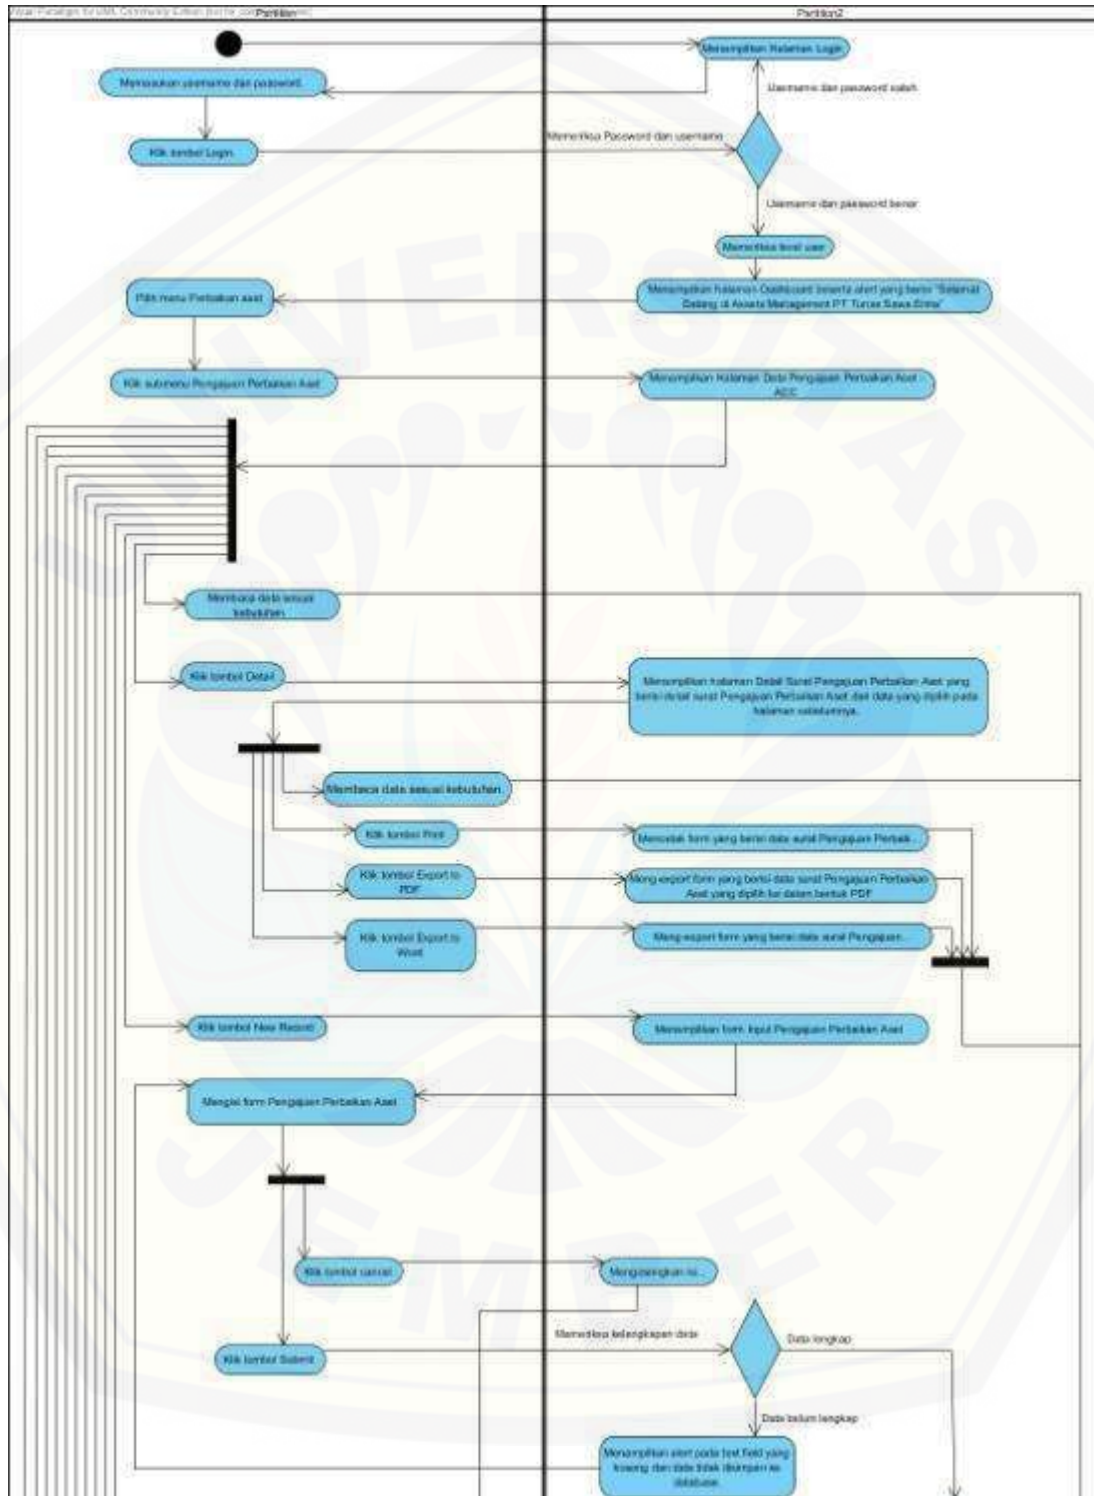 Visual Paradigm for UML Community Edition
Partition
Partition2
Menampilkan Halaman Login
Memasukan username dan password
Username dan password salah
Klik tombol Login
Memeriksa Password dan username
Username dan password benar
Memeriksa level user
Pilih menu Perbaikan aset
Menampilkan halaman Dashboard beserta alert yang berisi "Selamat
Datang di Assets Management PT
Klik submenu Pengajuan Perbaikan Aset
Menampilkan Halaman Data Pengajuan Perbaikan Aset
ACC
Membaca data sesuai
kebutuhan
Klik tombol Detail
Menampilkan halaman Detail Surat Pengajuan Perbaikan Aset yang
berisi detail surat Pengajuan Perbaikan Aset dari data yang dipilih pada
halaman sebelumnya.
Membaca data sesuai kebutuhan
Klik tombol Print
Mencetak form yang berisi data surat Pengajuan Perbaik...
Klik tombol Export to
PDF
Meng-export form yang berisi data surat Pengajuan Perbaikan
Aset yang dipilih ke dalam bentuk PDF
Klik tombol Export to
Word
Meng-export form yang berisi data surat Pengajuan...
Klik tombol New Record
Menampilkan form Input Pengajuan Perbaikan Aset
Mengisi form Pengajuan Perbaikan Aset
Klik tombol cancel
Mengosongkan isi...
Memeriksa kelengkapan data
Data lengkap
Klik tombol Submit
Data belum lengkap
Menampilkan alert pada text field yang
kosong dan data tidak disimpan ke
database.
UNIVERSITAS
JEMBER